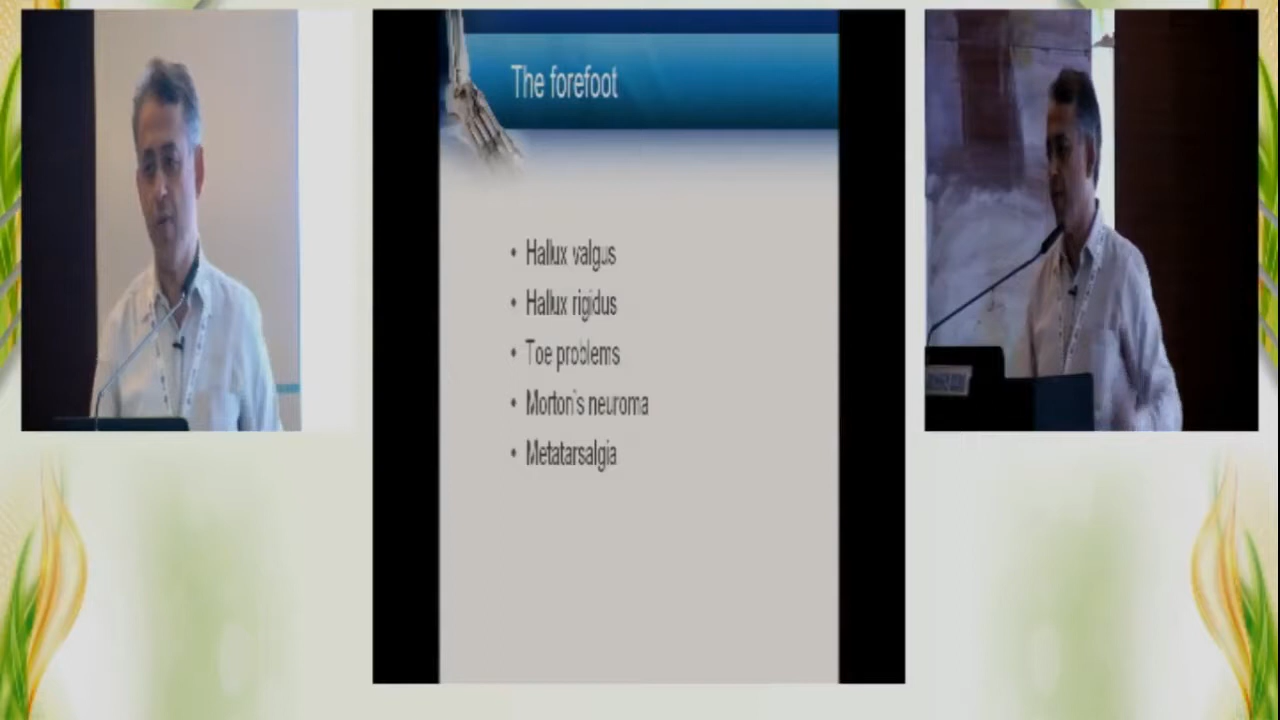 The forefoot
• Hallux valgus
• Hallux rigidus
• Toe problems
• Morton's neuroma
• Metatarsalgia